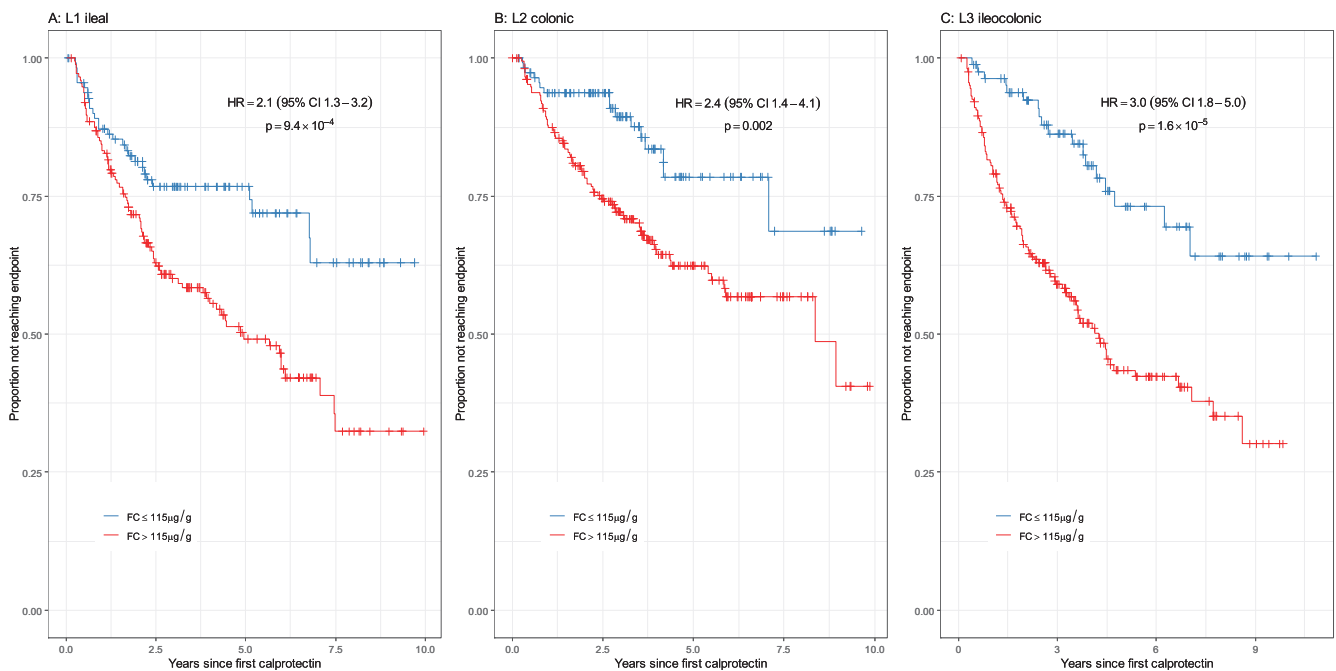 A: L1 ileal
Proportion not reaching endpoint
1.00
0.75
0.50
0.25
0.00
HR = 2.1 (95% CI 1.3−3.2)
p = 9.4 × 10⁻⁴
FC ≤ 115μg/g
FC > 115μg/g
0.0 2.5 5.0 7.5 10.0
Years since first calprotectin
B: L2 colonic
Proportion not reaching endpoint
1.00
0.75
0.50
0.25
0.00
HR = 2.4 (95% CI 1.4−4.1)
p = 0.002
FC ≤ 115μg/g
FC > 115μg/g
0.0 2.5 5.0 7.5 10.0
Years since first calprotectin
C: L3 ileocolonic
Proportion not reaching endpoint
1.00
0.75
0.50
0.25
0.00
HR = 3.0 (95% CI 1.8−5.0)
p = 1.6 × 10⁻⁵
FC ≤ 115μg/g
FC > 115μg/g
0 3 6 9
Years since first calprotectin